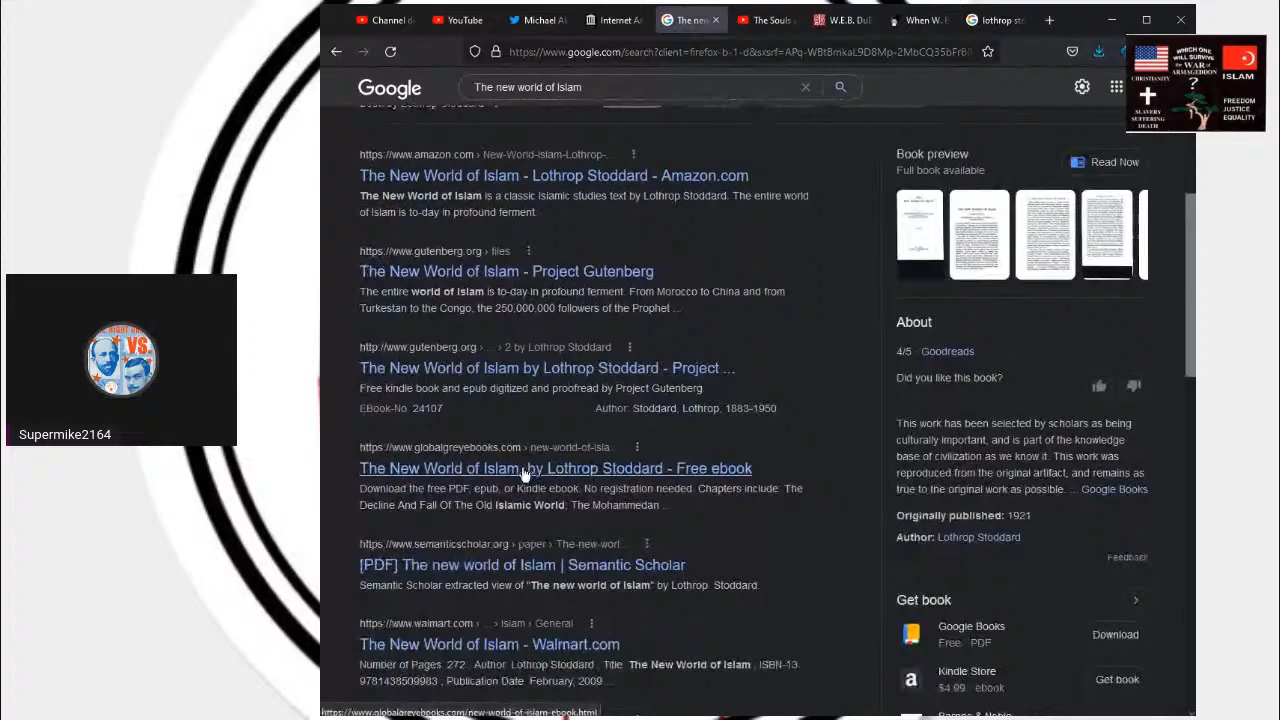 Channel d
YouTube
Michael Al
Internet Ar
The new
The Souls
W.E.B. DuB
When W. E
lothrop sto
https://www.google.com/search?client=firefox-b-1-d&sxsrf=
Google
The new world of Islam
WHICH ONE WILL SURVIVE the WAR of ARMAGEDDON ?
CHRISTIANITY
SLAVERY
SUFFERING
DEATH
ISLAM
FREEDOM
JUSTICE
EQUALITY
https://www.amazon.com › New-World-Islam-Lothrop-...
The New World of Islam - Lothrop Stoddard - Amazon.com
The New World of Islam is a classic Islamic studies text by Lothrop Stoddard. The entire world
of Islam is to-day in profound ferment.
https://www.gutenberg.org › files
The New World of Islam - Project Gutenberg
The entire world of Islam is to-day in profound ferment. From Morocco to China and from
Turkestan to the Congo, the 250,000,000 followers of the Prophet ...
http://www.gutenberg.org › ... › 2 by Lothrop Stoddard
The New World of Islam by Lothrop Stoddard - Project ...
Free kindle book and epub digitized and proofread by Project Gutenberg.
EBook-No. 24107 Author: Stoddard, Lothrop, 1883-1950
https://www.globalgreyebooks.com › new-world-of-isla
The New World of Islam by Lothrop Stoddard - Free ebook
Download the free PDF, epub, or Kindle ebook. No registration needed. Chapters include: The
Decline And Fall Of The Old Islamic World; The Mohammedan ...
https://www.semanticscholar.org › paper › The-new-worl...
[PDF] The new world of Islam | Semantic Scholar
Semantic Scholar extracted view of "The new world of Islam" by Lothrop Stoddard.
https://www.walmart.com › ... › Islam › General
The New World of Islam - Walmart.com
Number of Pages: 272 , Author: Lothrop Stoddard , Title: The New World of Islam , ISBN-13:
9781438509983 , Publication Date: February, 2009 ...
https://www.globalgreyebooks.com/new-world-of-islam-ebook.html
Book preview
Full book available
Read Now
About
4/5 · Goodreads
Did you like this book?
This work has been selected by scholars as being
culturally important, and is part of the knowledge
base of civilization as we know it. This work was
reproduced from the original artifact, and remains as
true to the original work as possible. ... Google Books
Originally published: 1921
Author: Lothrop Stoddard
Feedback
Get book
Google Books
Free · PDF
Download
Kindle Store
$4.99 · ebook
Get book
VS.
Supermike2164